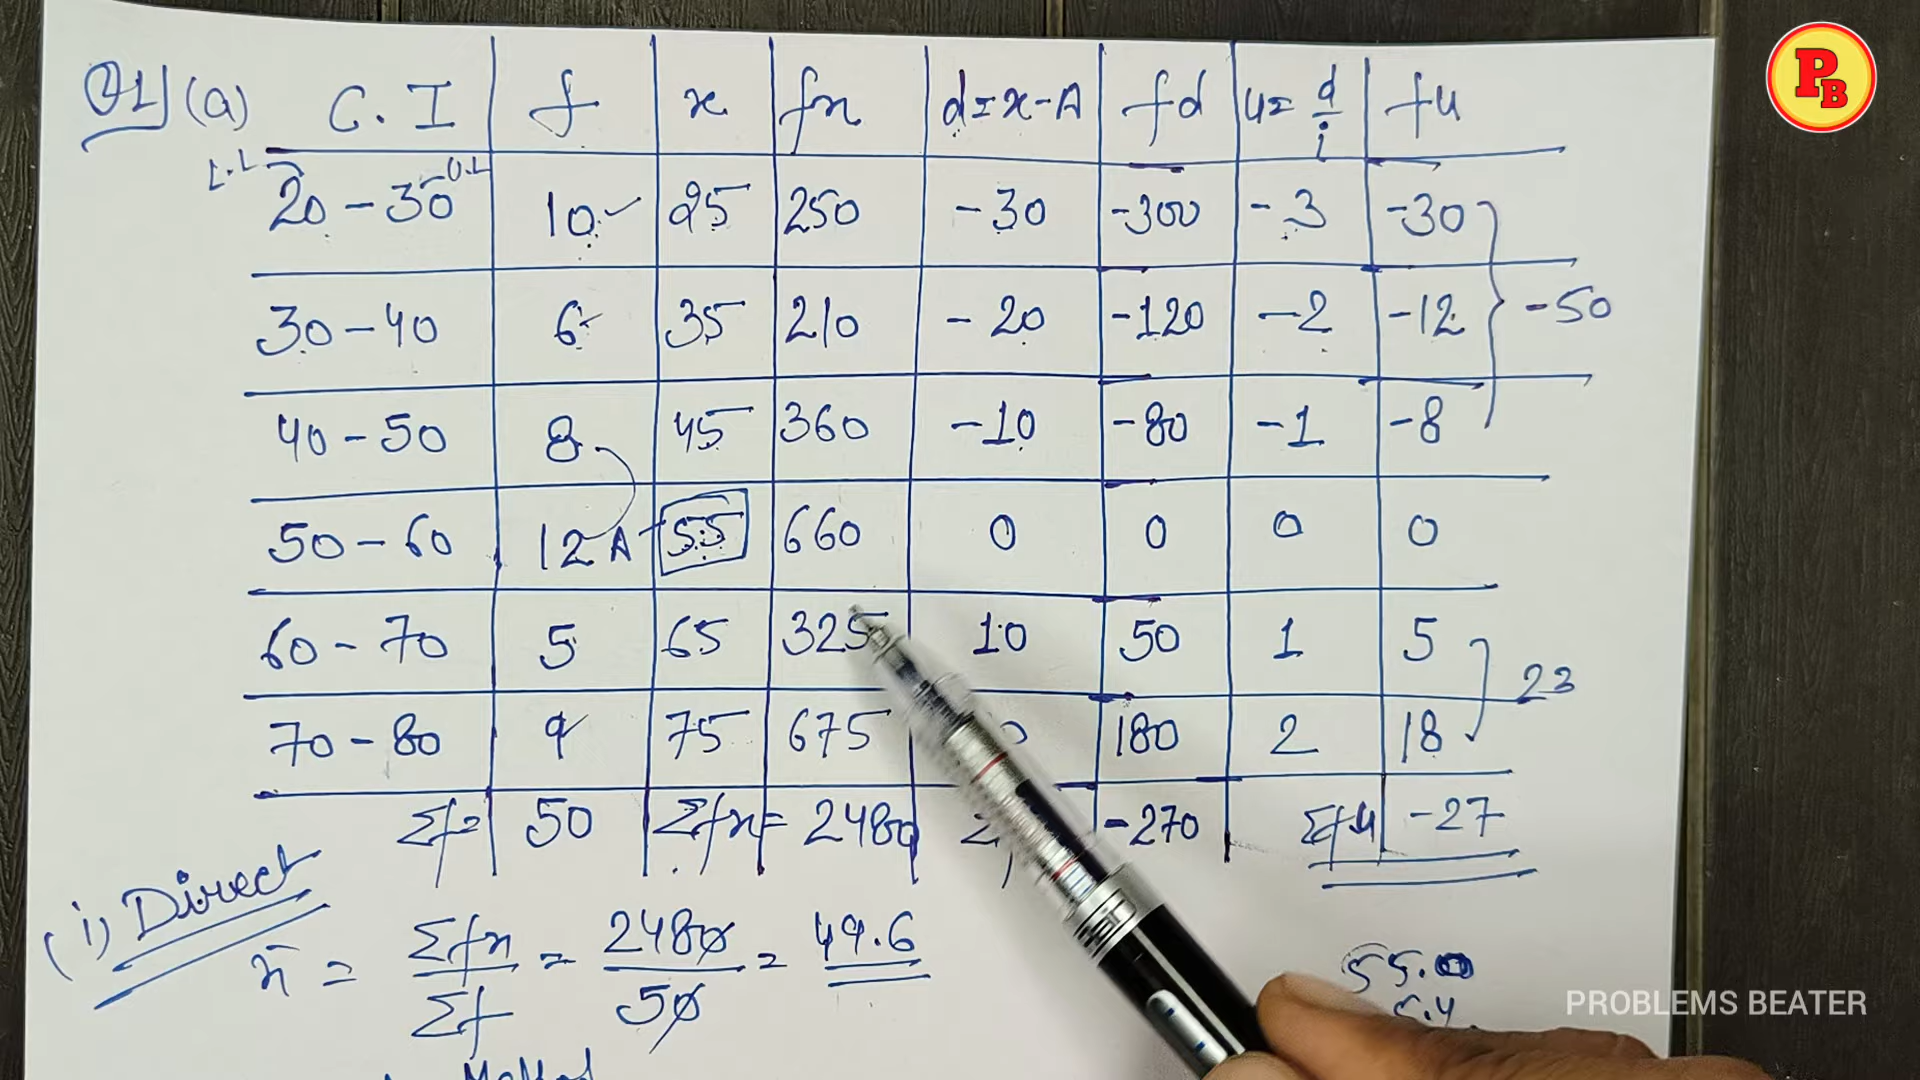 Q1 (a) C.I f x fx d=x-A fd u=d/i fu
L.L U.L
20-30 10 25 250 -30 -300 -3 -30
30-40 6 35 210 -20 -120 -2 -12 -50
40-50 8 45 360 -10 -80 -1 -8
50-60 12 A 55 660 0 0 0 0
60-70 5 65 325 10 50 1 5
70-80 9 75 675 180 2 18 23
Σf= 50 Σfx= 2480 -270 Σfu -27
(i) Direct
x̄ = Σfx/Σf = 2480/50 = 49.6
55.0
PROBLEMS BEATER
PB